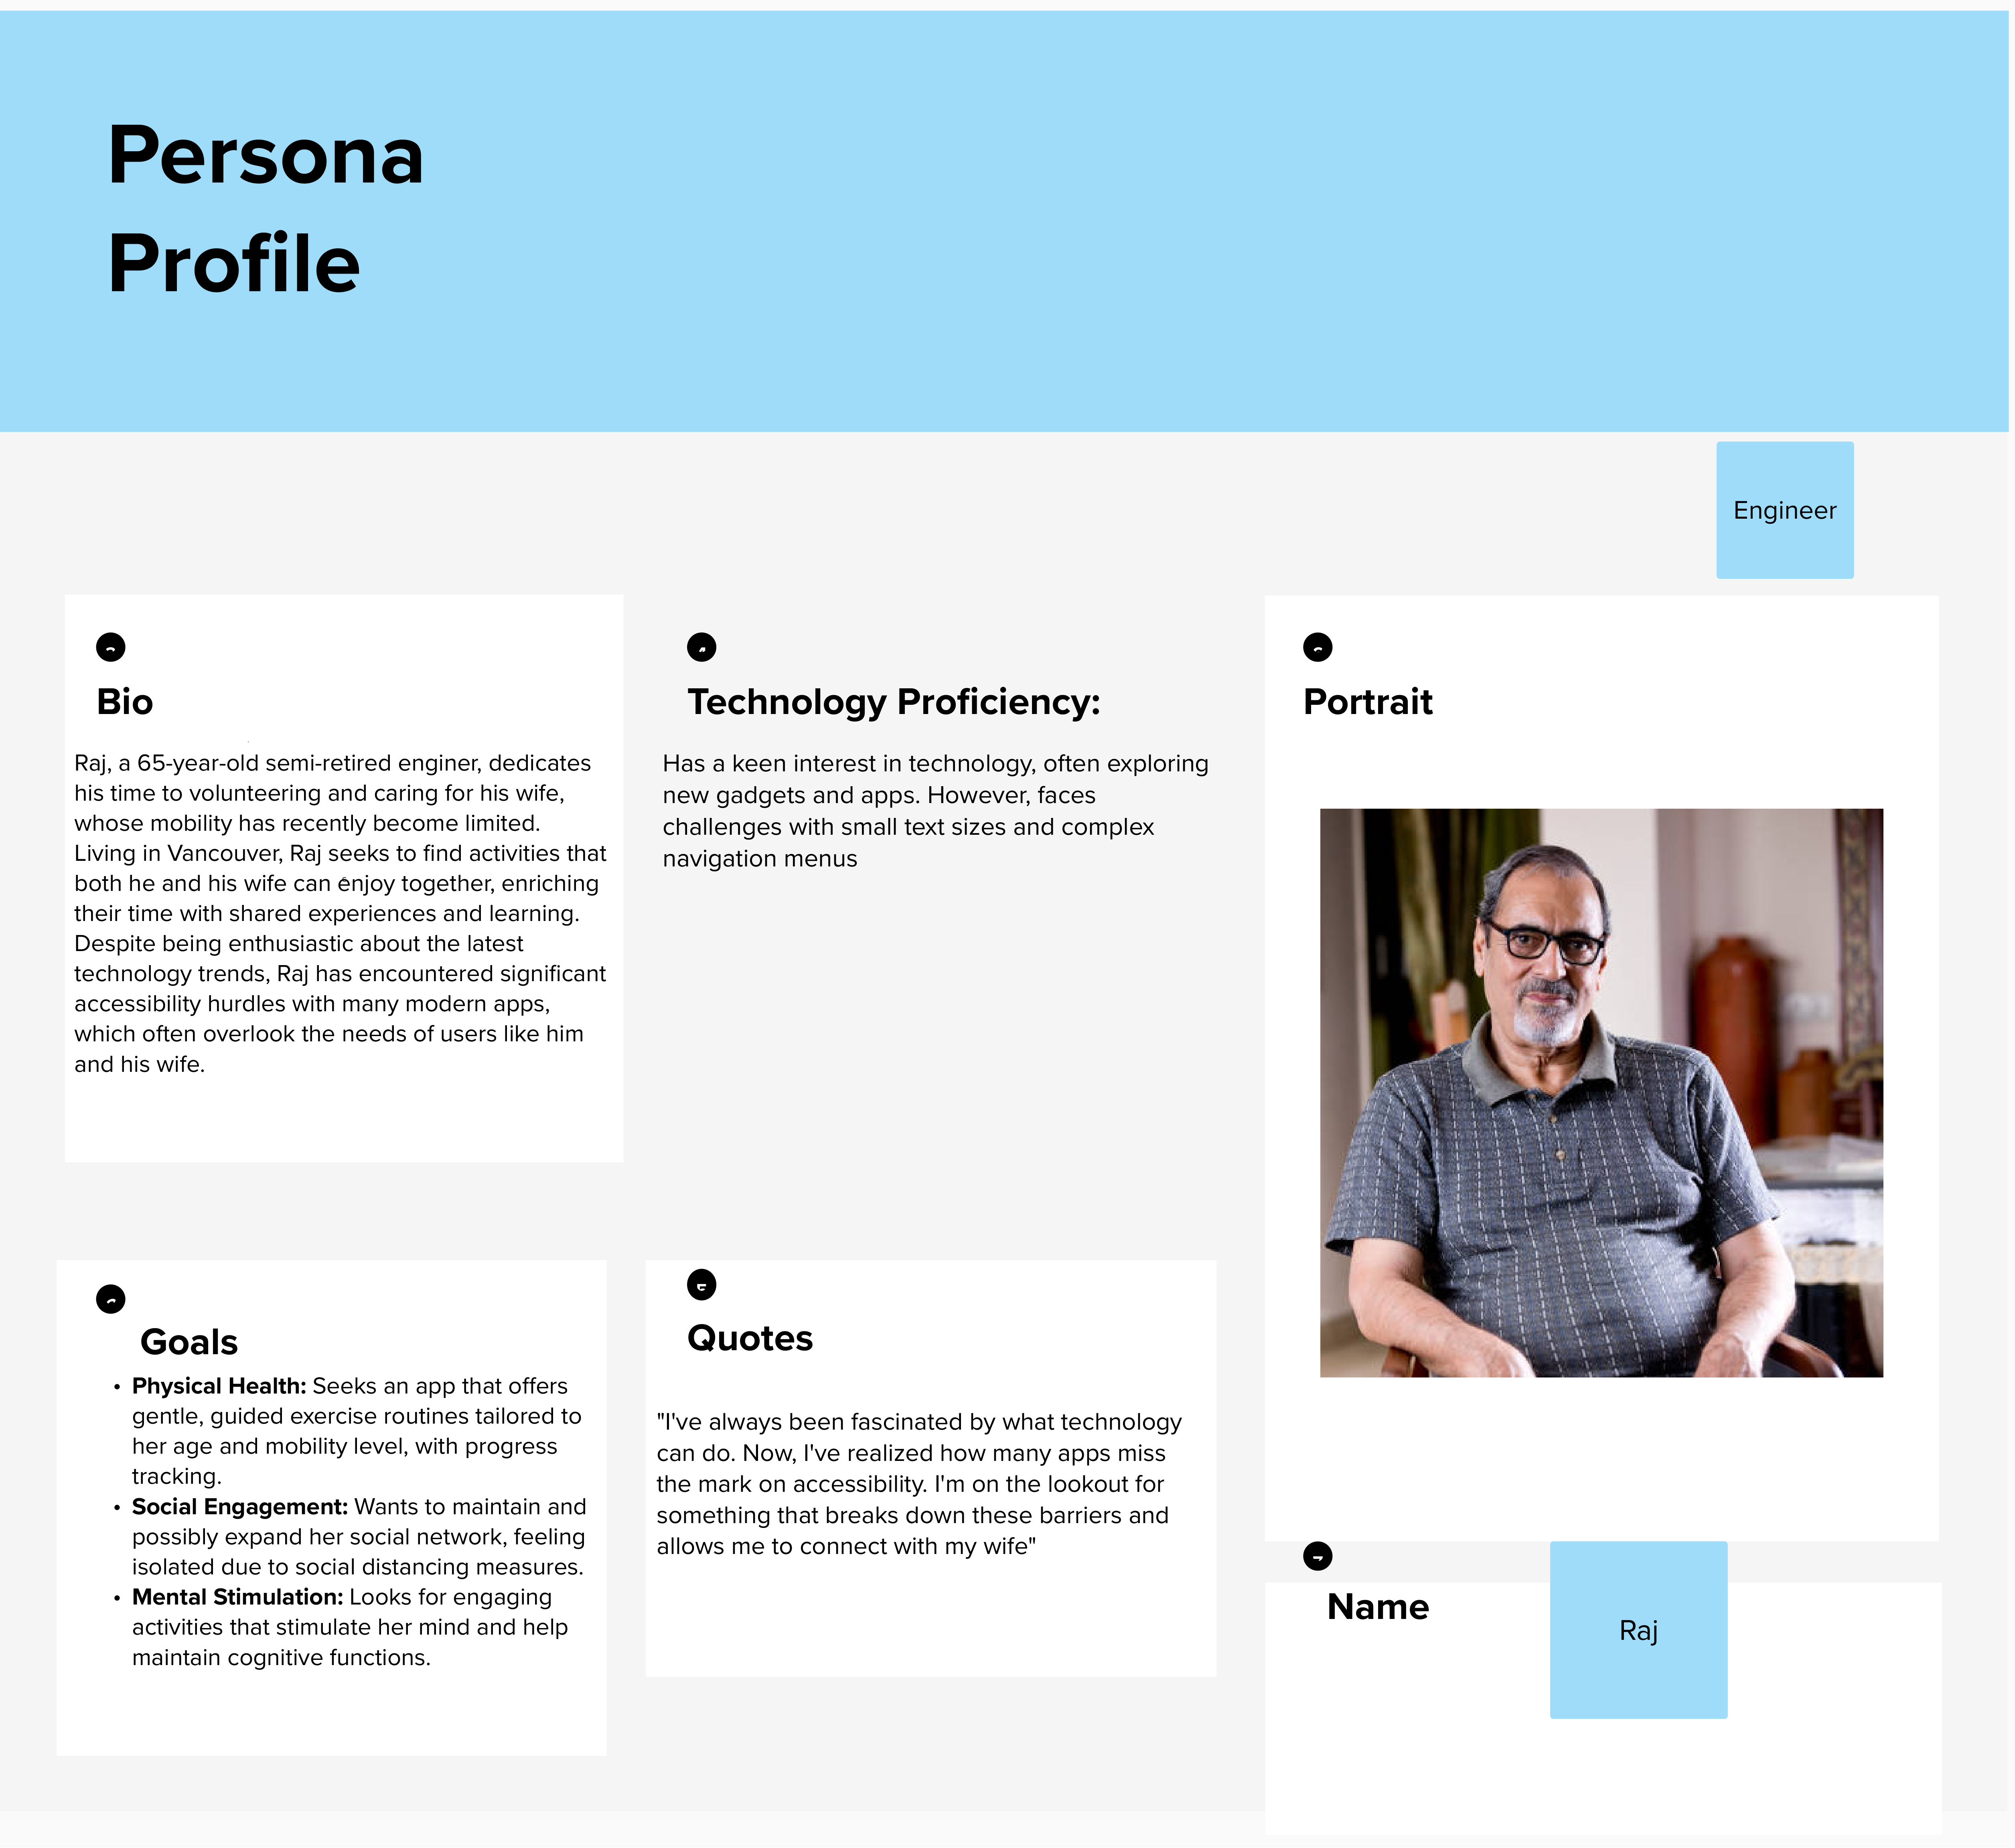 Persona
Profile
Engineer
Bio
Raj, a 65-year-old semi-retired enginer, dedicates
his time to volunteering and caring for his wife,
whose mobility has recently become limited.
Living in Vancouver, Raj seeks to find activities that
both he and his wife can enjoy together, enriching
their time with shared experiences and learning.
Despite being enthusiastic about the latest
technology trends, Raj has encountered significant
accessibility hurdles with many modern apps,
which often overlook the needs of users like him
and his wife.
Technology Proficiency:
Has a keen interest in technology, often exploring
new gadgets and apps. However, faces
challenges with small text sizes and complex
navigation menus
Portrait
Goals
• Physical Health: Seeks an app that offers
gentle, guided exercise routines tailored to
her age and mobility level, with progress
tracking.
• Social Engagement: Wants to maintain and
possibly expand her social network, feeling
isolated due to social distancing measures.
• Mental Stimulation: Looks for engaging
activities that stimulate her mind and help
maintain cognitive functions.
Quotes
"I've always been fascinated by what technology
can do. Now, I've realized how many apps miss
the mark on accessibility. I'm on the lookout for
something that breaks down these barriers and
allows me to connect with my wife"
Name
Raj